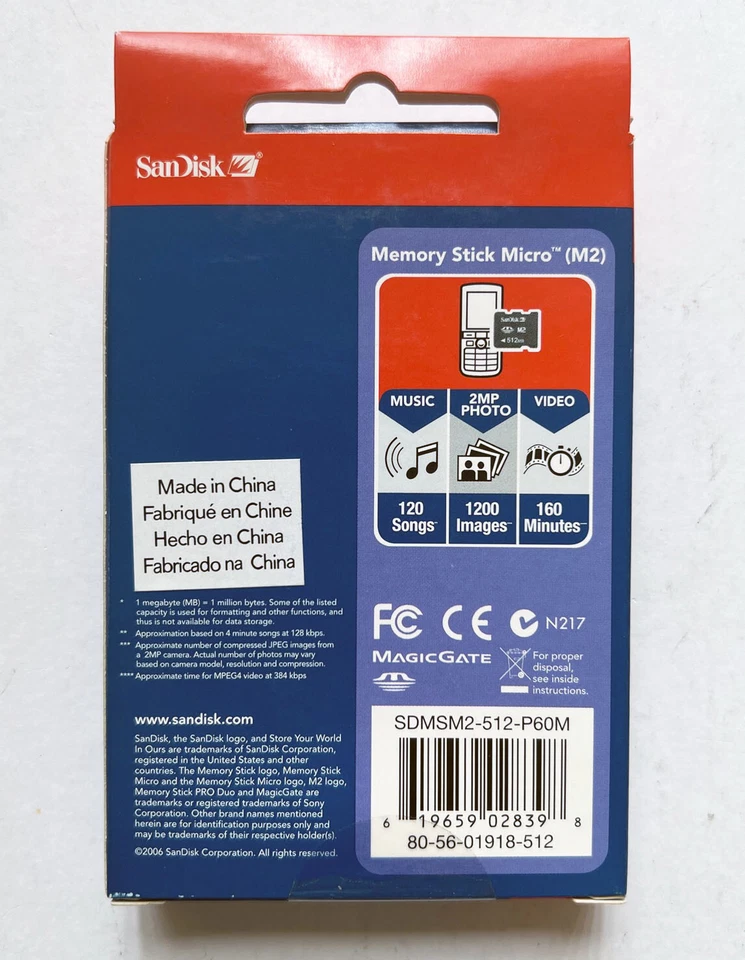 SanDisk®
Memory Stick Micro™ (M2)
SanDisk
M2
512MB
MUSIC
2MP
PHOTO
VIDEO
120
Songs**
1200
Images***
160
Minutes****
Made in China
Fabriqué en Chine
Hecho en China
Fabricado na China
* 1 megabyte (MB) = 1 million bytes. Some of the listed
capacity is used for formatting and other functions, and
thus is not available for data storage.
** Approximation based on 4 minute songs at 128 kbps.
*** Approximate number of compressed JPEG images from
a 2MP camera. Actual number of photos may vary
based on camera model, resolution and compression.
**** Approximate time for MPEG4 video at 384 kbps
www.sandisk.com
SanDisk, the SanDisk logo, and Store Your World
In Ours are trademarks of SanDisk Corporation,
registered in the United States and other
countries. The Memory Stick logo, Memory Stick
Micro and the Memory Stick Micro logo, M2 logo,
Memory Stick PRO Duo and MagicGate are
trademarks or registered trademarks of Sony
Corporation. Other brand names mentioned
herein are for identification purposes only and
may be trademarks of their respective holder(s).
©2006 SanDisk Corporation. All rights reserved.
FC CE N217
MAGICGATE
For proper
disposal,
see inside
instructions.
SDMSM2-512-P60M
6 19659 02839 8
80-56-01918-512